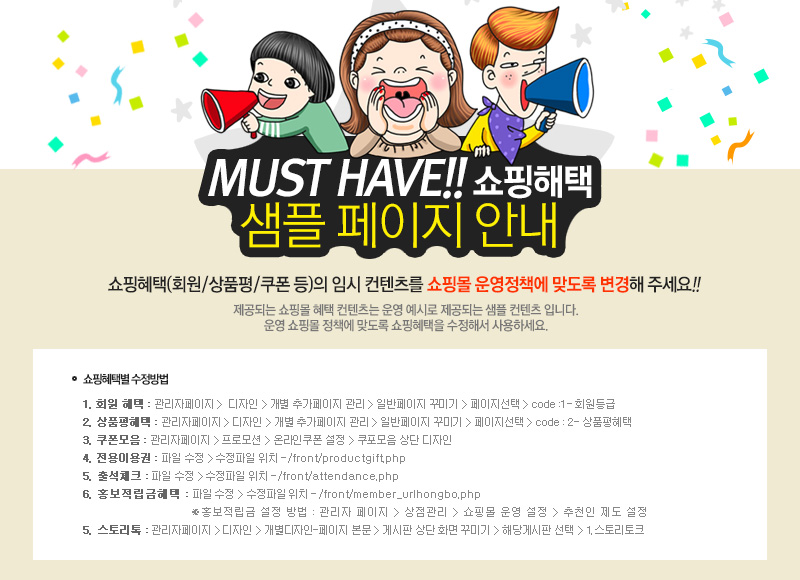 MUST HAVE!! 쇼핑해택
샘플 페이지 안내
쇼핑혜택(회원/상품평/쿠폰 등)의 임시 컨텐츠를 쇼핑몰 운영정책에 맞도록 변경해 주세요!!
제공되는 쇼핑몰 혜택 컨텐츠는 운영 예시로 제공되는 샘플 컨텐츠 입니다.
운영 쇼핑몰 정책에 맞도록 쇼핑혜택을 수정해서 사용하세요.
• 쇼핑혜택별 수정방법
1. 회원 혜택 : 관리자페이지 > 디자인 > 개별 추가페이지 관리 > 일반페이지 꾸미기 > 페이지선택 > code :1- 회원등급
2. 상품평혜택 : 관리자페이지 > 디자인 > 개별 추가페이지 관리 > 일반페이지 꾸미기 > 페이지선택 > code : 2- 상품평혜택
3. 쿠폰모음 : 관리자페이지 > 프로모션 > 온라인쿠폰 설정 > 쿠포모음 상단 디자인
4. 전용이용권 : 파일 수정 > 수정파일 위치 -/front/productgift.php
5. 출석체크 : 파일 수정 > 수정파일 위치 -/front/attendance.php
6. 홍보적립금혜택 : 파일 수정 > 수정파일 위치 - /front/member_urlhongbo.php
※홍보적립금 설정 방법 : 관리자 페이지 > 상점관리 > 쇼핑몰 운영 설정 > 추천인 제도 설정
5. 스토리톡 : 관리자페이지 > 디자인 > 개별디자인-페이지 본문 > 게시판 상단 화면 꾸미기 > 해당게시판 선택 > 1. 스토리토크